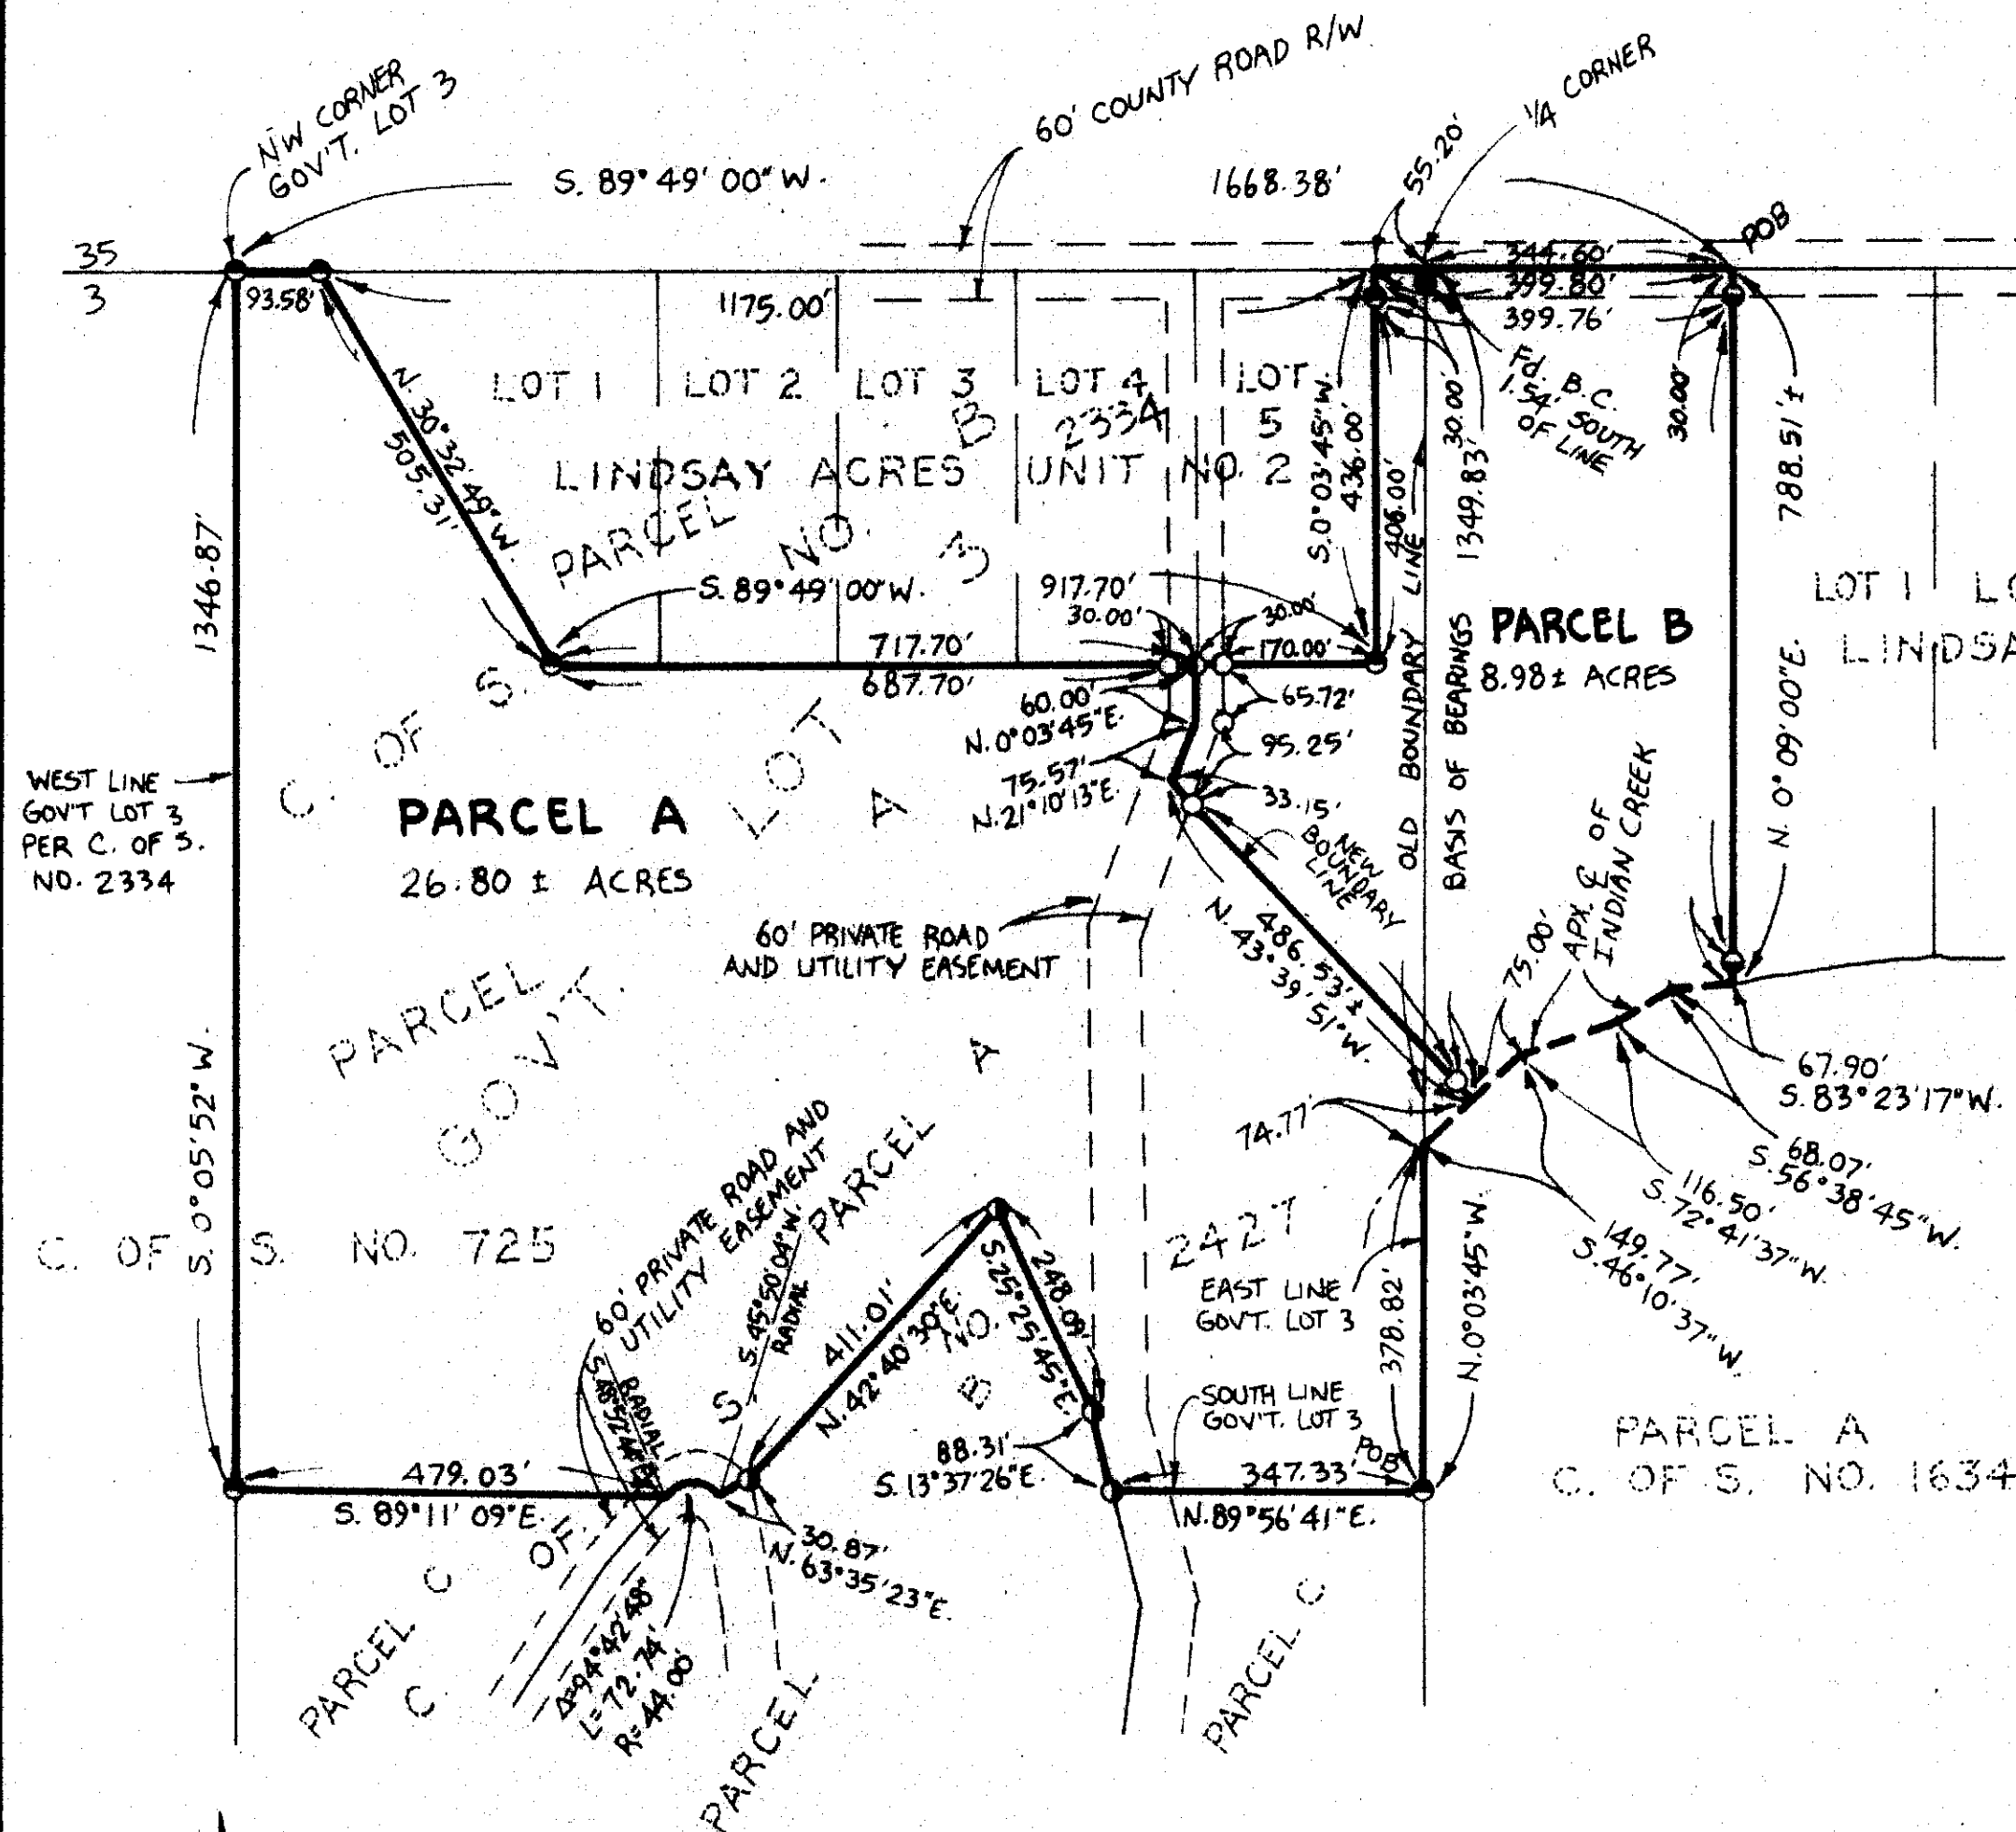 NW CORNER
GOV'T. LOT 3
60' COUNTY ROAD R/W
1/4 CORNER
S. 89° 49' 00" W.
1668.38'
55.20'
POB
35
3
93.58'
1175.00'
344.60'
399.80'
399.76'
Fd. B.C.
1.54' SOUTH
OF LINE
30.00'
30.00'
LOT 1
LOT 2
LOT 3
LOT 4
LOT
5
B
2334
LINDSAY ACRES UNIT NO. 2
N. 30° 32' 49" W.
505.31'
S. 0° 03' 45" W.
436.00'
406.00'
1349.83'
788.51' ±
N. 0° 09' 00" E.
1346.87'
S. 0° 05' 52" W.
PARCEL
NO. 3
S. 89° 49' 00" W.
917.70'
30.00'
30.00'
717.70'
170.00'
687.70'
60.00'
N. 0° 03' 45" E.
65.72'
95.25'
75.57'
N. 21° 10' 13" E.
33.15'
OLD BOUNDARY LINE
BASIS OF BEARINGS
PARCEL B
8.98 ± ACRES
LOT 1
LO
LINDSA
C. OF S.
LOT
A
WEST LINE
GOV'T LOT 3
PER C. OF S.
NO. 2334
PARCEL A
26.80 ± ACRES
NEW
BOUNDARY
LINE
486.53' ±
N. 43° 39' 51" W.
60' PRIVATE ROAD
AND UTILITY EASEMENT
75.00'
APX. ℄ OF
INDIAN CREEK
PARCEL
GOV'T.
A
67.90'
S. 83° 23' 17" W.
68.07'
S. 56° 38' 45" W.
116.50'
S. 72° 41' 37" W.
149.77'
S. 46° 10' 37" W.
74.77'
60' PRIVATE ROAD AND
UTILITY EASEMENT
PARCEL
C. OF S. NO. 725
2427
S. 45° 50' 04" W.
RADIAL
411.01'
N. 42° 40' 30" E.
248.09'
S. 25° 25' 45" E.
NO.
B
EAST LINE
GOV'T. LOT 3
378.82'
N. 0° 03' 45" W.
RADIAL
S
88.31'
S. 13° 37' 26" E.
SOUTH LINE
GOV'T. LOT 3
POB
347.33'
N. 89° 56' 41" E.
PARCEL A
C. OF S. NO. 1634
479.03'
S. 89° 11' 09" E.
OF
30.87'
N. 63° 35' 23" E.
C
PARCEL
C.
Δ=94° 42' 48"
L= 72.74'
R= 44.00'
PARCEL
PARCEL C